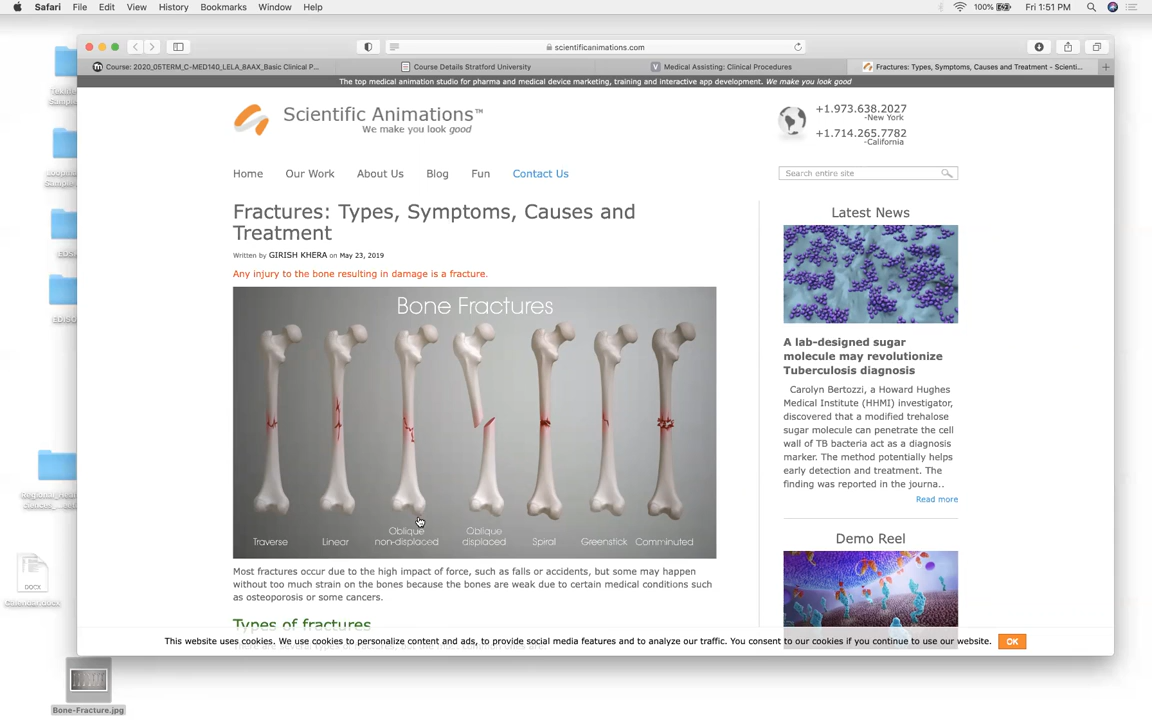 Safari File Edit View History Bookmarks Window Help
100% Fri 1:51 PM
scientificanimations.com
Course: 2020_05TERM_C-MED140_LELA_BAAX_Basic Clinical P...
Course Details Stratford University
Medical Assisting: Clinical Procedures
Fractures: Types, Symptoms, Causes and Treatment - Scienti...
The top medical animation studio for pharma and medical device marketing, training and interactive app development. We make you look good
Scientific Animations™
We make you look good
+1.973.638.2027
-New York
+1.714.265.7782
-California
Home Our Work About Us Blog Fun Contact Us
Search entire site
Fractures: Types, Symptoms, Causes and
Treatment
Written by GIRISH KHERA on May 23, 2019
Any injury to the bone resulting in damage is a fracture.
Bone Fractures
Traverse
Linear
Oblique
non-displaced
Oblique
displaced
Spiral
Greenstick
Comminuted
Most fractures occur due to the high impact of force, such as falls or accidents, but some may happen
without too much strain on the bones because the bones are weak due to certain medical conditions such
as osteoporosis or some cancers.
Types of fractures
Latest News
A lab-designed sugar
molecule may revolutionize
Tuberculosis diagnosis
Carolyn Bertozzi, a Howard Hughes
Medical Institute (HHMI) investigator,
discovered that a modified trehalose
sugar molecule can penetrate the cell
wall of TB bacteria act as a diagnosis
marker. The method potentially helps
early detection and treatment. The
finding was reported in the journa..
Read more
Demo Reel
This website uses cookies. We use cookies to personalize content and ads, to provide social media features and to analyze our traffic. You consent to our cookies if you continue to use our website. OK
DOCX
Calendar.docx
Bone-Fracture.jpg